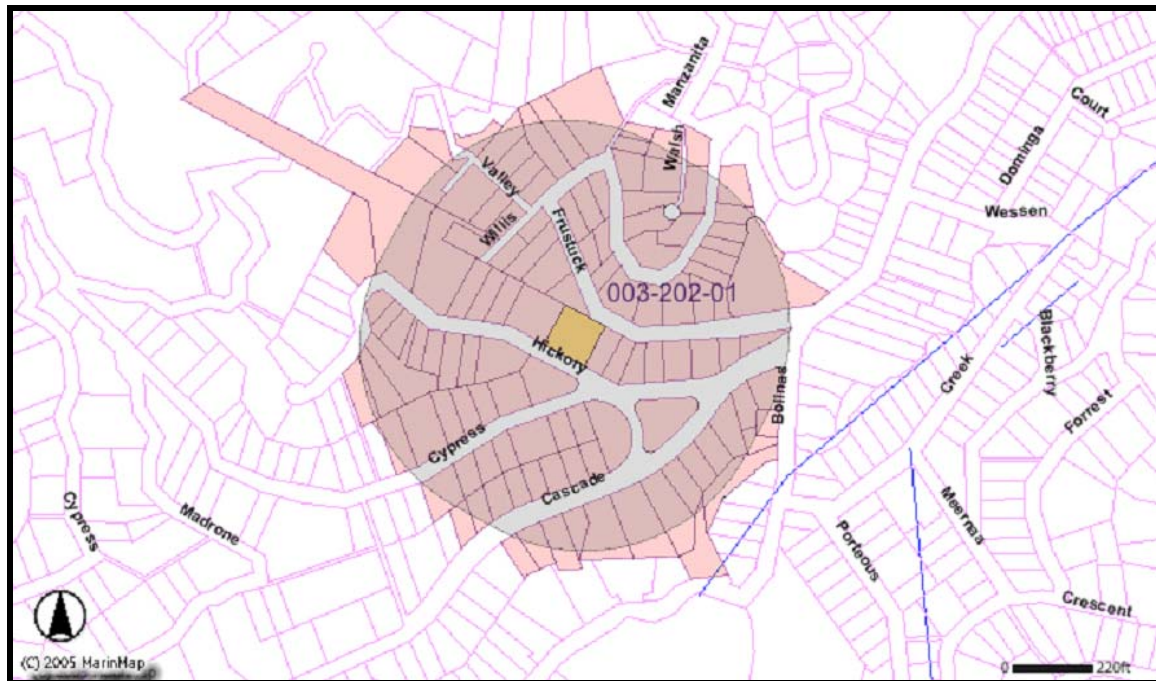 Manzanita
Court
Dominga
Walsh
Valley
Wessen
Willis
Frustuck
003-202-01
Hickory
Blackberry
Creek
Bolinas
Forrest
Cypress
Cascade
Cypress
Madrone
Meernaa
Porteous
Crescent
(C) 2005 MarinMap
0 220ft